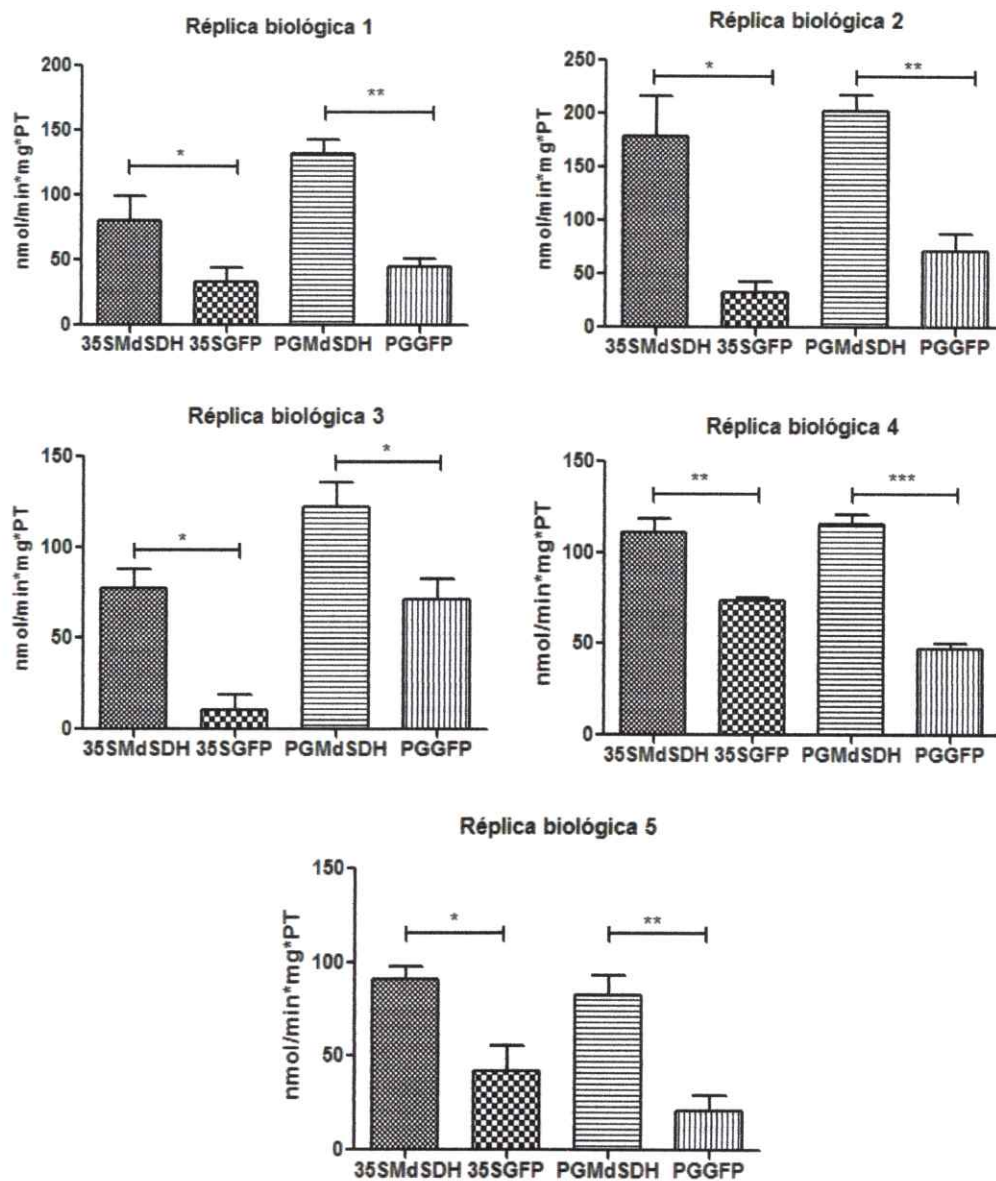 Réplica biológica 1
nmol/min*mg*PT
200
150
100
50
0
*
**
35SMdSDH 35SGFP PGMdSDH PGGFP
Réplica biológica 2
nmol/min*mg*PT
250
200
150
100
50
0
*
**
35SMdSDH 35SGFP PGMdSDH PGGFP
Réplica biológica 3
nmol/min*mg*PT
150
100
50
0
*
*
35SMdSDH 35SGFP PGMdSDH PGGFP
Réplica biológica 4
nmol/min*mg*PT
150
100
50
0
**
***
35SMdSDH 35SGFP PGMdSDH PGGFP
Réplica biológica 5
nmol/min*mg*PT
150
100
50
0
*
**
35SMdSDH 35SGFP PGMdSDH PGGFP